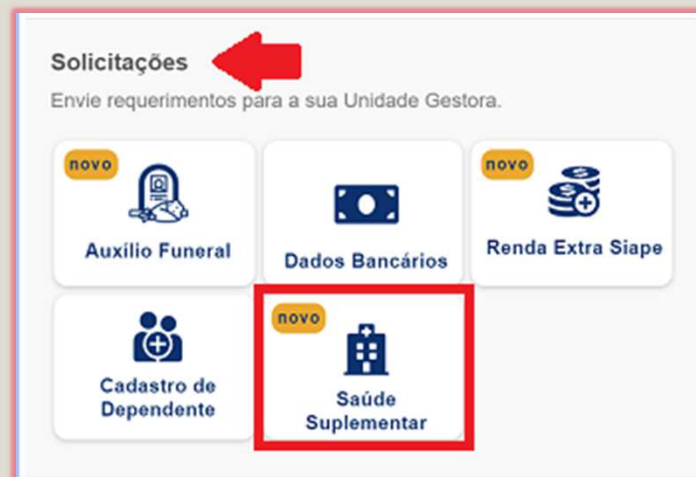 Solicitações
Envie requerimentos para a sua Unidade Gestora.
novo
Auxílio Funeral
Dados Bancários
novo
Renda Extra Siape
Cadastro de
Dependente
novo
Saúde
Suplementar